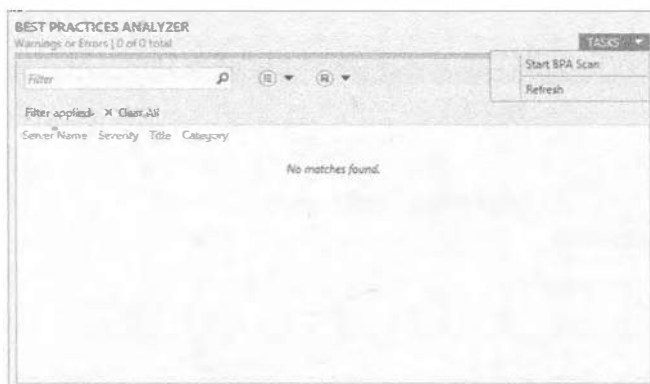 BEST PRACTICES ANALYZER
Warnings or Errors | 0 of 0 total
TASKS
Start BPA Scan
Refresh
Filter
Filter applied. × Clear All
Server Name Severity Title Category
No matches found.